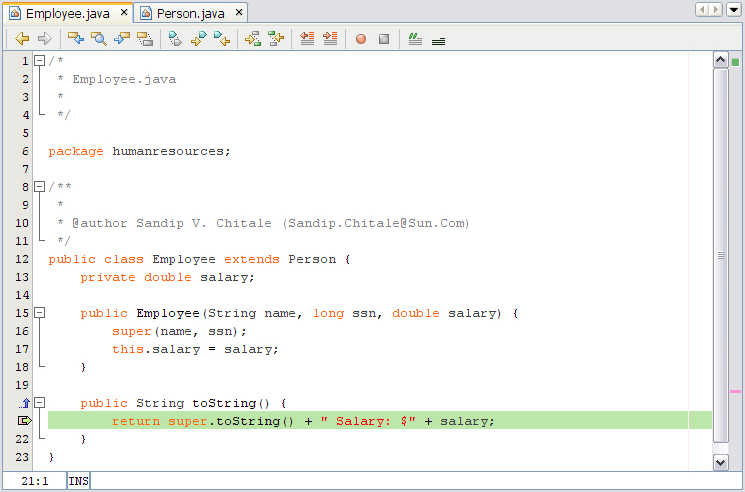 Employee.java Person.java
1 /*
2 * Employee.java
3 *
4 */
5
6 package humanresources;
7
8 /**
9 *
10 * @author Sandip V. Chitale (Sandip.Chitale@Sun.Com)
11 */
12 public class Employee extends Person {
13 private double salary;
14
15 public Employee(String name, long ssn, double salary) {
16 super(name, ssn);
17 this.salary = salary;
18 }
19
public String toString() {
return super.toString() + " Salary: $" + salary;
22 }
23 }
21:1 INS